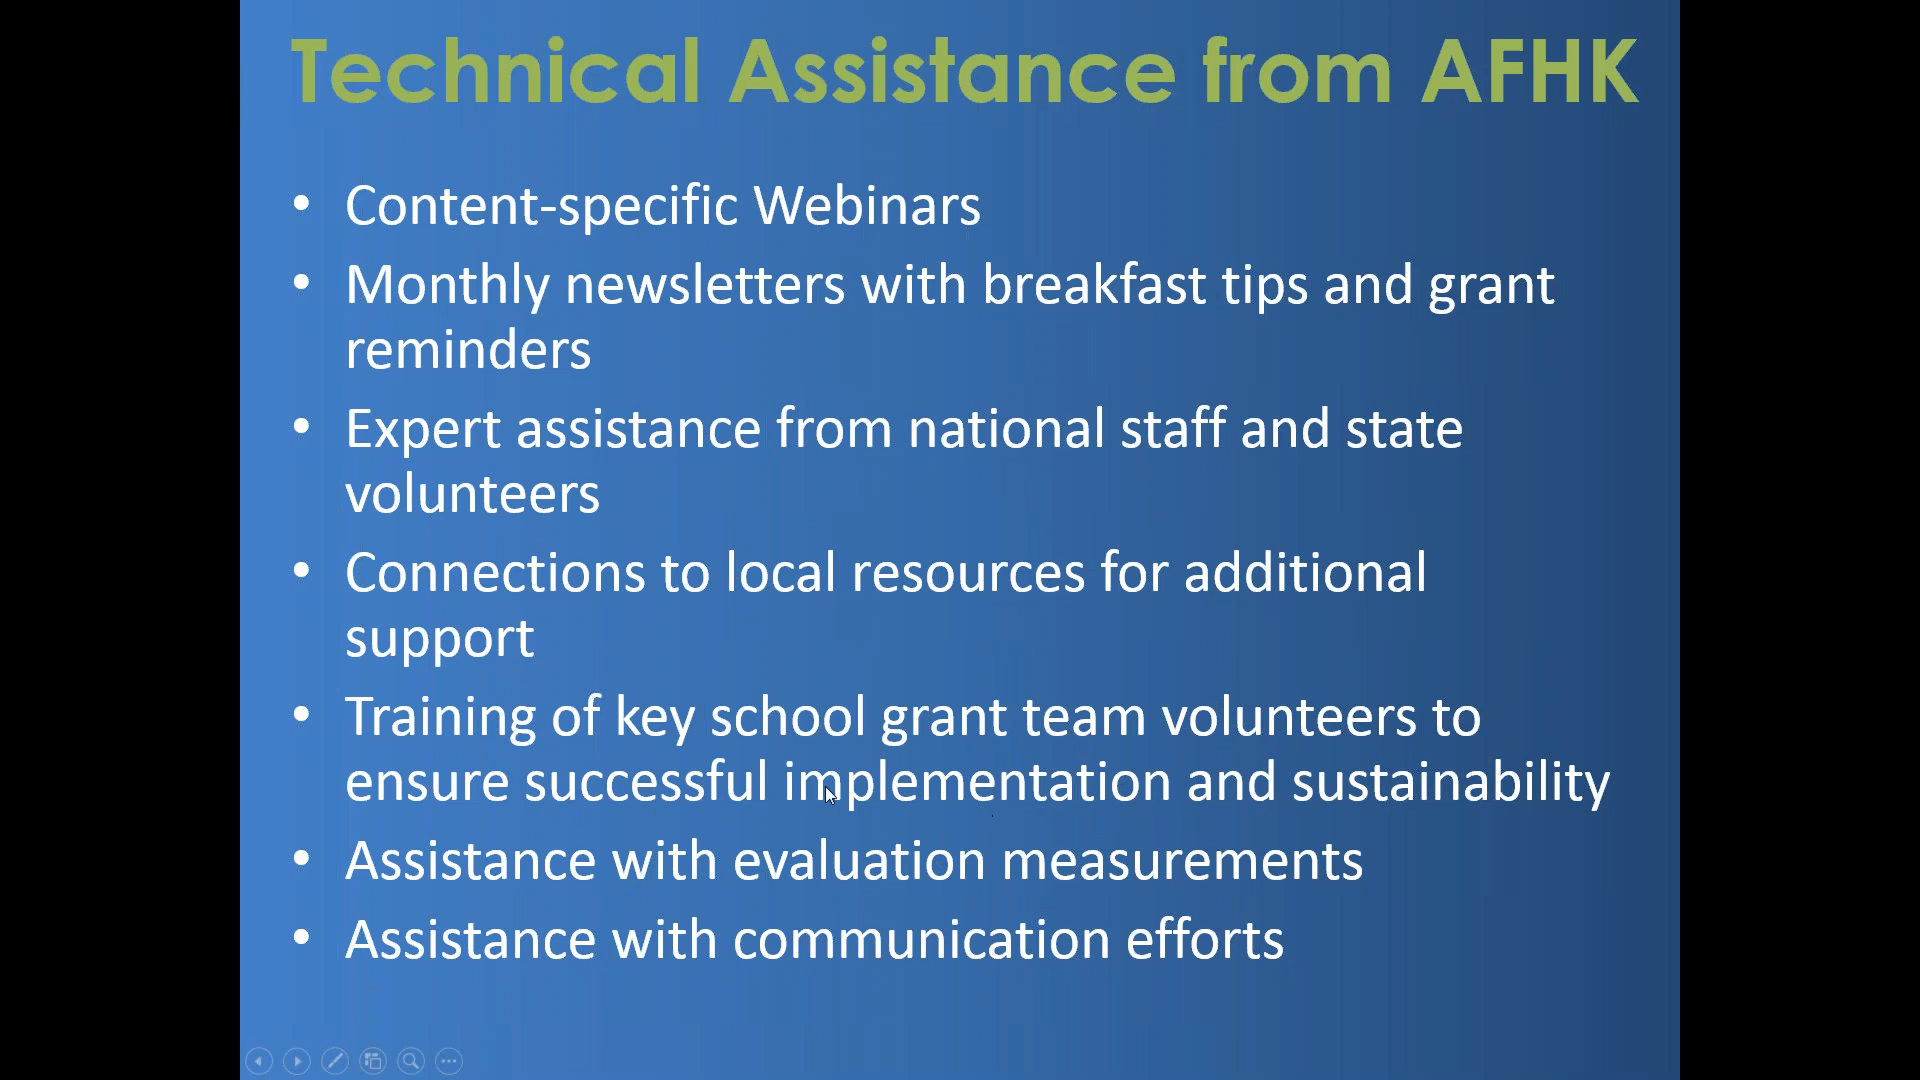 Technical Assistance from AFHK
• Content-specific Webinars
• Monthly newsletters with breakfast tips and grant
reminders
• Expert assistance from national staff and state
volunteers
• Connections to local resources for additional
support
• Training of key school grant team volunteers to
ensure successful implementation and sustainability
• Assistance with evaluation measurements
• Assistance with communication efforts